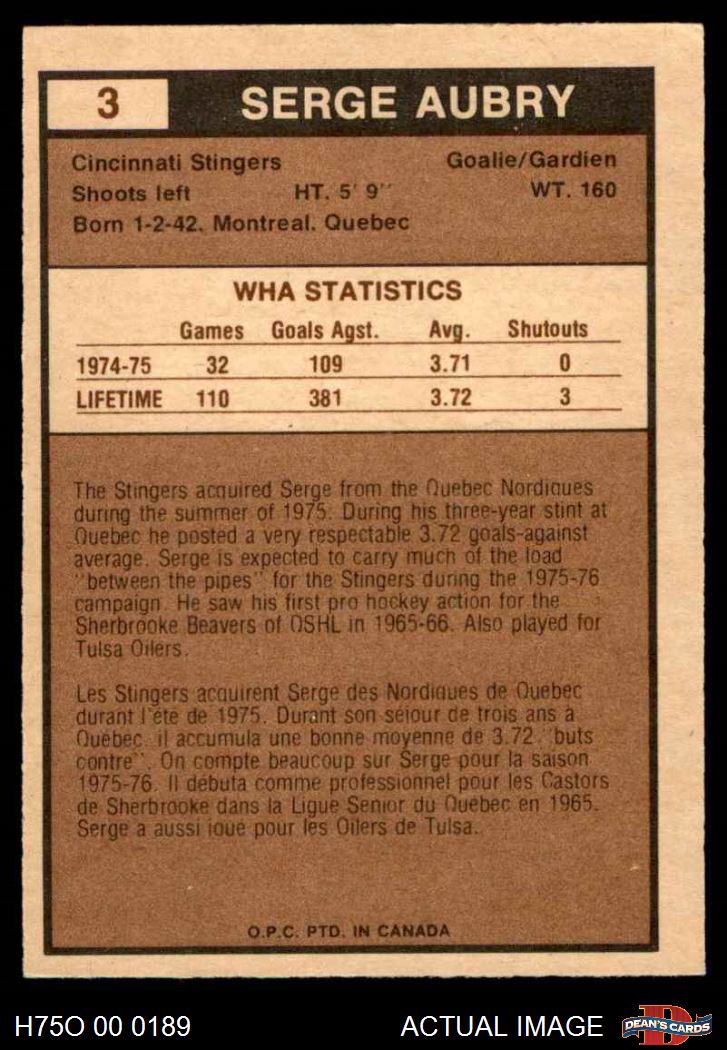 3 SERGE AUBRY
Cincinnati Stingers Goalie/Gardien
Shoots left HT. 5' 9'' WT. 160
Born 1-2-42. Montreal. Quebec
WHA STATISTICS
Games Goals Agst. Avg. Shutouts
1974-75 32 109 3.71 0
LIFETIME 110 381 3.72 3
The Stingers acquired Serge from the Quebec Nordiques
during the summer of 1975. During his three-year stint at
Quebec he posted a very respectable 3.72 goals-against
average. Serge is expected to carry much of the load
"between the pipes" for the Stingers during the 1975-76
campaign. He saw his first pro hockey action for the
Sherbrooke Beavers of QSHL in 1965-66. Also played for
Tulsa Oilers.
Les Stingers acquirent Serge des Nordiques de Quebec
durant l'été de 1975. Durant son séjour de trois ans a
Québec il accumula une bonne moyenne de 3.72 "buts
contre". On compte beaucoup sur Serge pour la saison
1975-76. Il débuta comme professionnel pour les Castors
de Sherbrooke dans la Ligue Senior du Québec en 1965.
Serge a aussi joué pour les Oilers de Tulsa.
O.P.C. PTD. IN CANADA
H75O 00 0189 ACTUAL IMAGE D DEAN'S CARDS